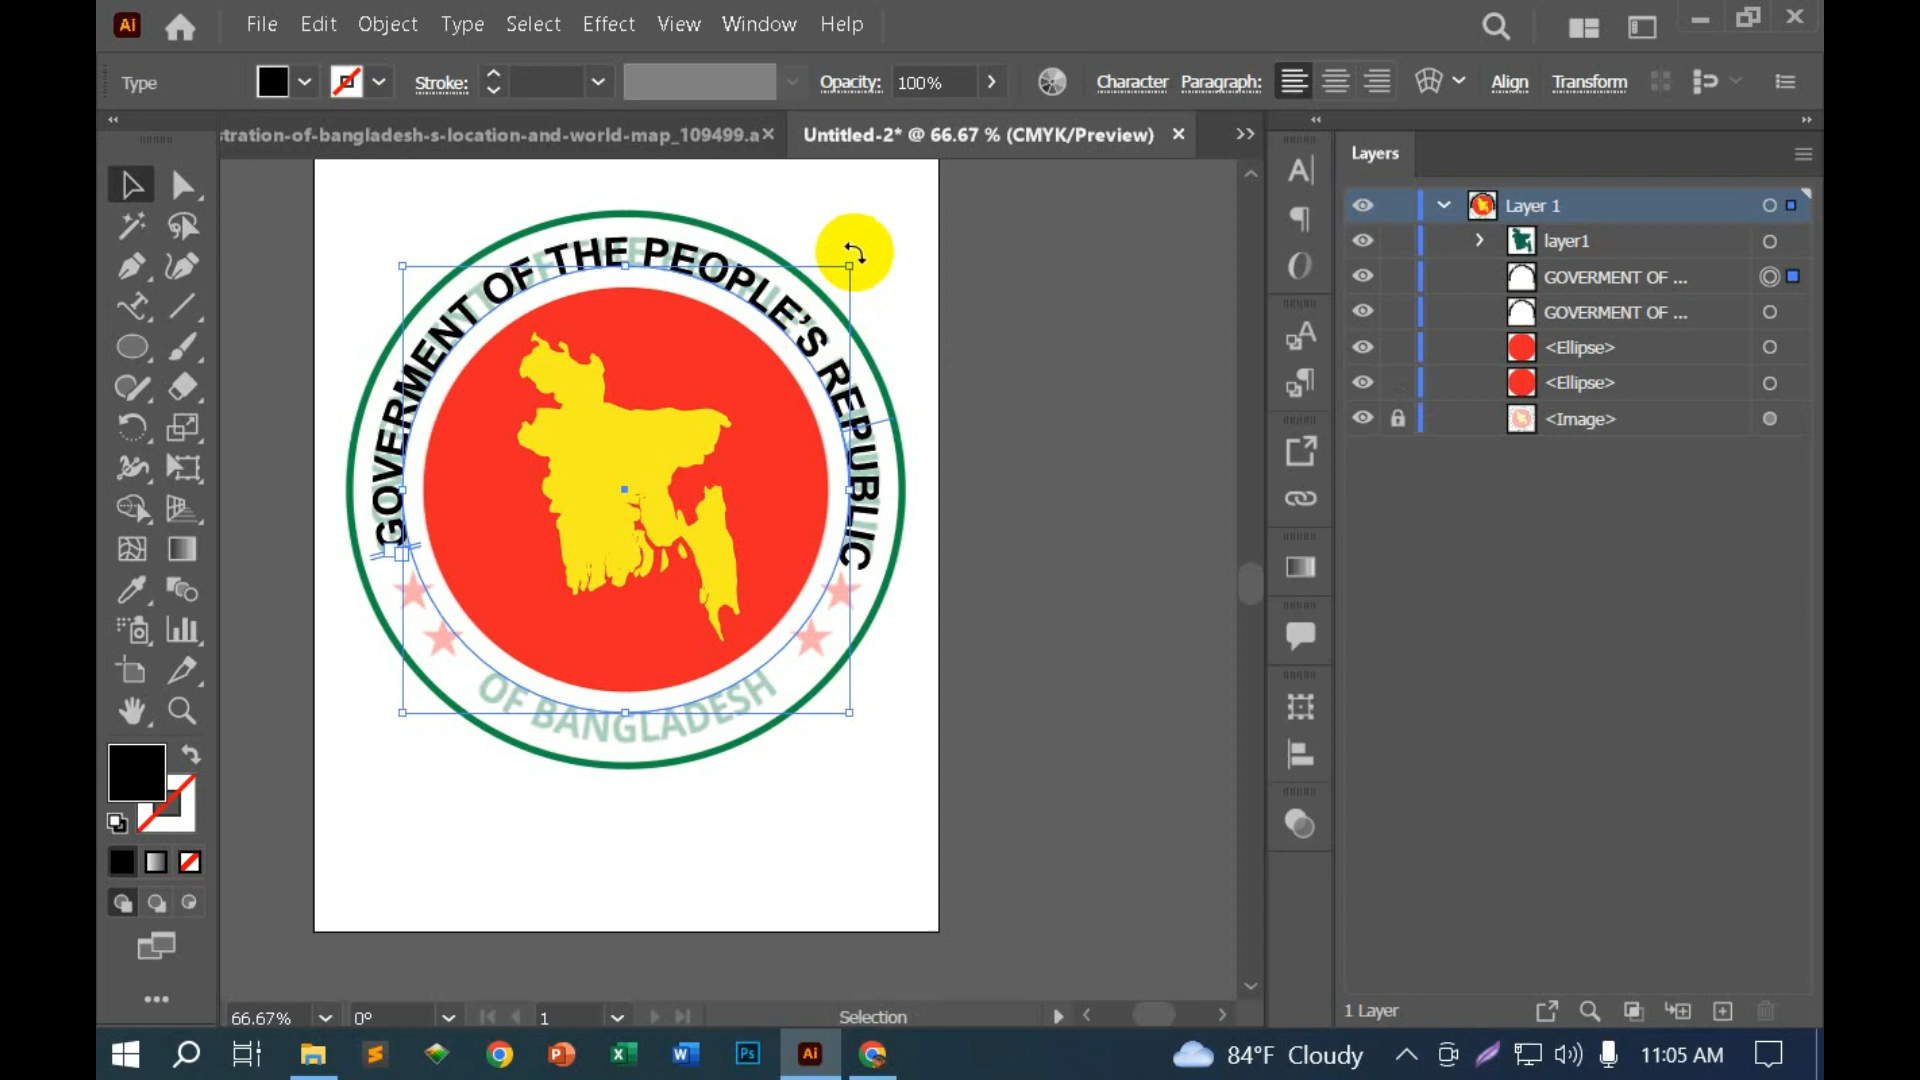 Ai File Edit Object Type Select Effect View Window Help
Type Stroke: Opacity: 100% Character Paragraph: Align Transform
stration-of-bangladesh-s-location-and-world-map_109499.a Untitled-2* @ 66.67 % (CMYK/Preview)
Layers
Layer 1
layer1
GOVERMENT OF ...
GOVERMENT OF ...
<Ellipse>
<Ellipse>
<Image>
GOVERMENT OF THE PEOPLE'S REPUBLIC
OF BANGLADESH
66.67% 0° 1 Selection
1 Layer
84°F Cloudy 11:05 AM